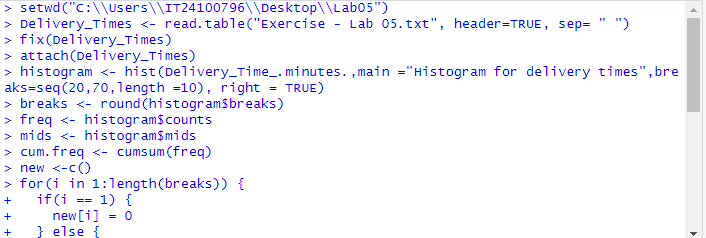 > setwd("C:\\Users\\IT24100796\\Desktop\\Lab05")
> Delivery_Times <- read.table("Exercise - Lab 05.txt", header=TRUE, sep= " ")
> fix(Delivery_Times)
> attach(Delivery_Times)
> histogram <- hist(Delivery_Time_.minutes.,main ="Histogram for delivery times",bre
aks=seq(20,70,length =10), right = TRUE)
> breaks <- round(histogram$breaks)
> freq <- histogram$counts
> mids <- histogram$mids
> cum.freq <- cumsum(freq)
> new <-c()
> for(i in 1:length(breaks)) {
+   if(i == 1) {
+     new[i] = 0
+   } else {